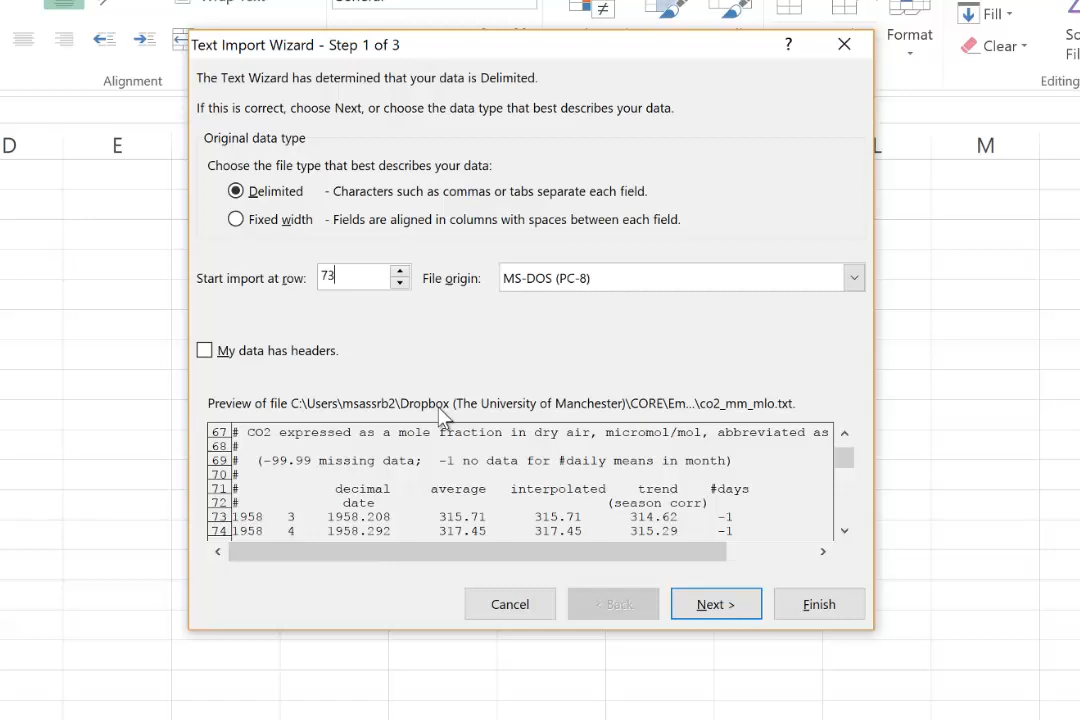 General
Fill
Format
Clear
Alignment
Editing
D E L M
Text Import Wizard - Step 1 of 3
?
The Text Wizard has determined that your data is Delimited.
If this is correct, choose Next, or choose the data type that best describes your data.
Original data type
Choose the file type that best describes your data:
Delimited - Characters such as commas or tabs separate each field.
Fixed width - Fields are aligned in columns with spaces between each field.
Start import at row: 73 File origin: MS-DOS (PC-8)
My data has headers.
Preview of file C:\Users\msassrb2\Dropbox (The University of Manchester)\CORE\Em...\co2_mm_mlo.txt.
67 # CO2 expressed as a mole fraction in dry air, micromol/mol, abbreviated as
68 #
69 # (-99.99 missing data; -1 no data for #daily means in month)
70 #
71 # decimal average interpolated trend #days
72 # date (season corr)
73 1958 3 1958.208 315.71 315.71 314.62 -1
74 1958 4 1958.292 317.45 317.45 315.29 -1
Cancel < Back Next > Finish